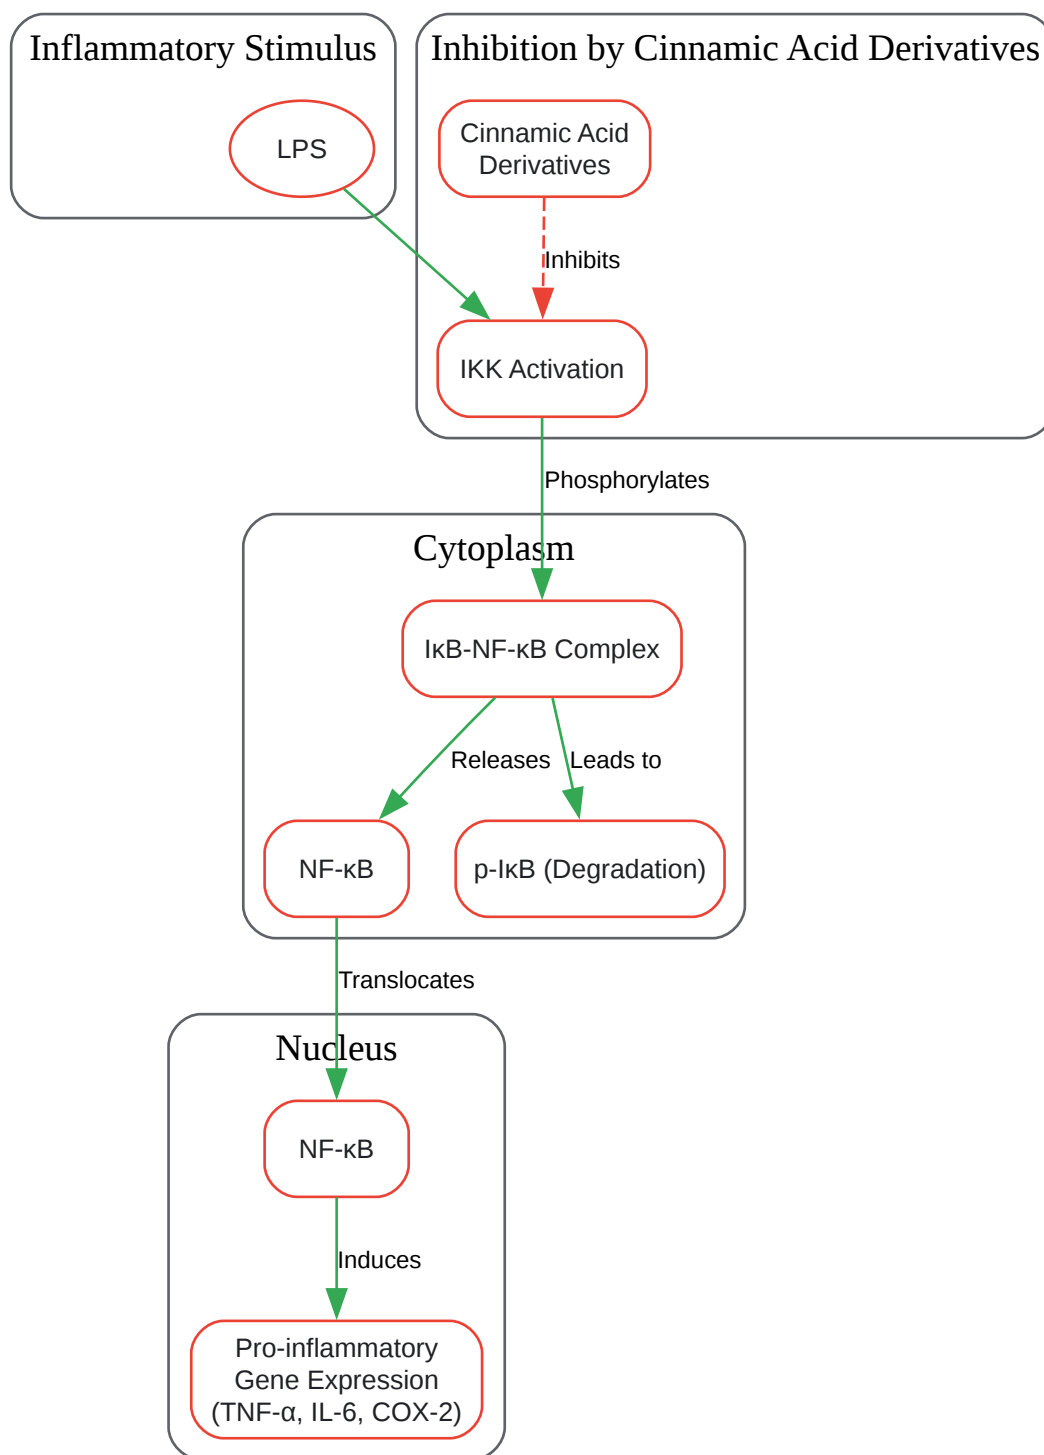 Inflammatory Stimulus
Inhibition by Cinnamic Acid Derivatives
LPS
Cinnamic Acid
Derivatives
Inhibits
IKK Activation
Phosphorylates
Cytoplasm
IκB-NF-κB Complex
Releases
Leads to
NF-κB
p-IκB (Degradation)
Translocates
Nucleus
NF-κB
Induces
Pro-inflammatory
Gene Expression
(TNF-α, IL-6, COX-2)